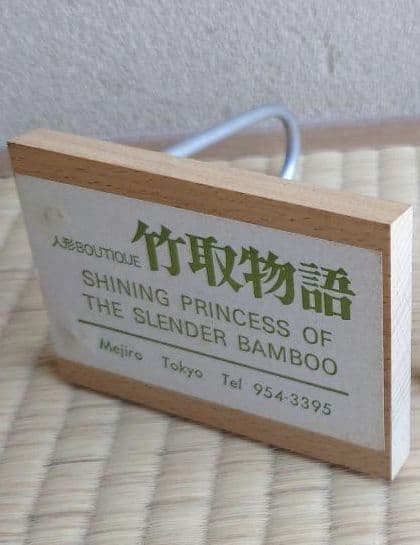 人形BOUTIQUE 竹取物語
SHINING PRINCESS OF
THE SLENDER BAMBOO
Mejiro Tokyo Tel 954-3395